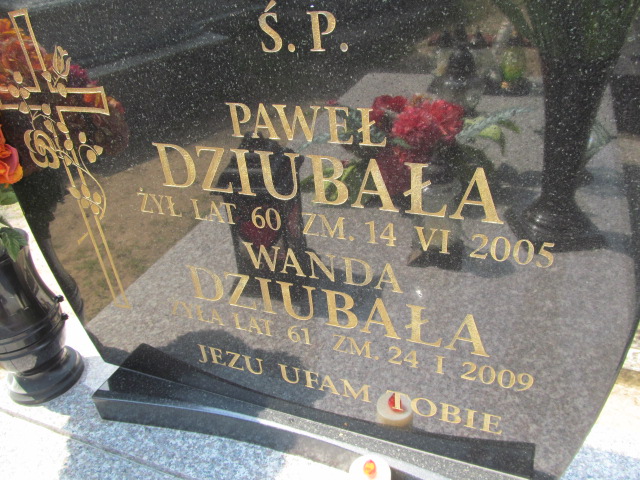 Ś.P.
PAWEŁ
DZIUBAŁA
ŻYŁ LAT 60 ZM. 14 VI 2005
WANDA
DZIUBAŁA
ŻYŁA LAT 61 ZM. 24 I 2009
JEZU UFAM TOBIE